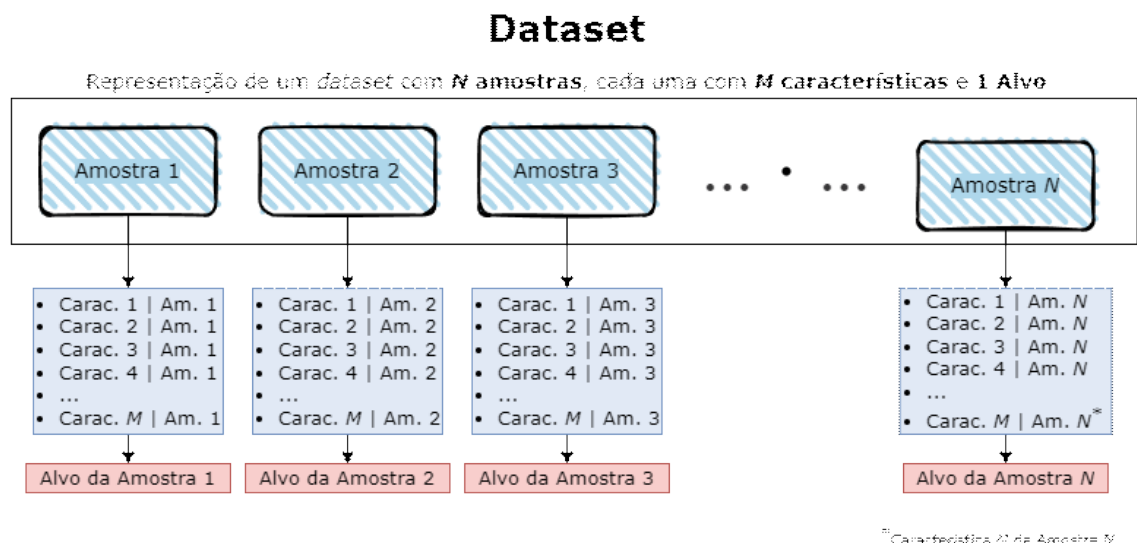 Dataset
Representação de um dataset com N amostras, cada uma com M características e 1 Alvo
Amostra 1
Amostra 2
Amostra 3
... · ...
Amostra N
• Carac. 1 | Am. 1
• Carac. 2 | Am. 1
• Carac. 3 | Am. 1
• Carac. 4 | Am. 1
• ...
• Carac. M | Am. 1
• Carac. 1 | Am. 2
• Carac. 2 | Am. 2
• Carac. 3 | Am. 2
• Carac. 4 | Am. 2
• ...
• Carac. M | Am. 2
• Carac. 1 | Am. 3
• Carac. 2 | Am. 3
• Carac. 3 | Am. 3
• Carac. 4 | Am. 3
• ...
• Carac. M | Am. 3
• Carac. 1 | Am. N
• Carac. 2 | Am. N
• Carac. 3 | Am. N
• Carac. 4 | Am. N
• ...
• Carac. M | Am. N*
Alvo da Amostra 1
Alvo da Amostra 2
Alvo da Amostra 3
Alvo da Amostra N
*Característica M da Amostra N